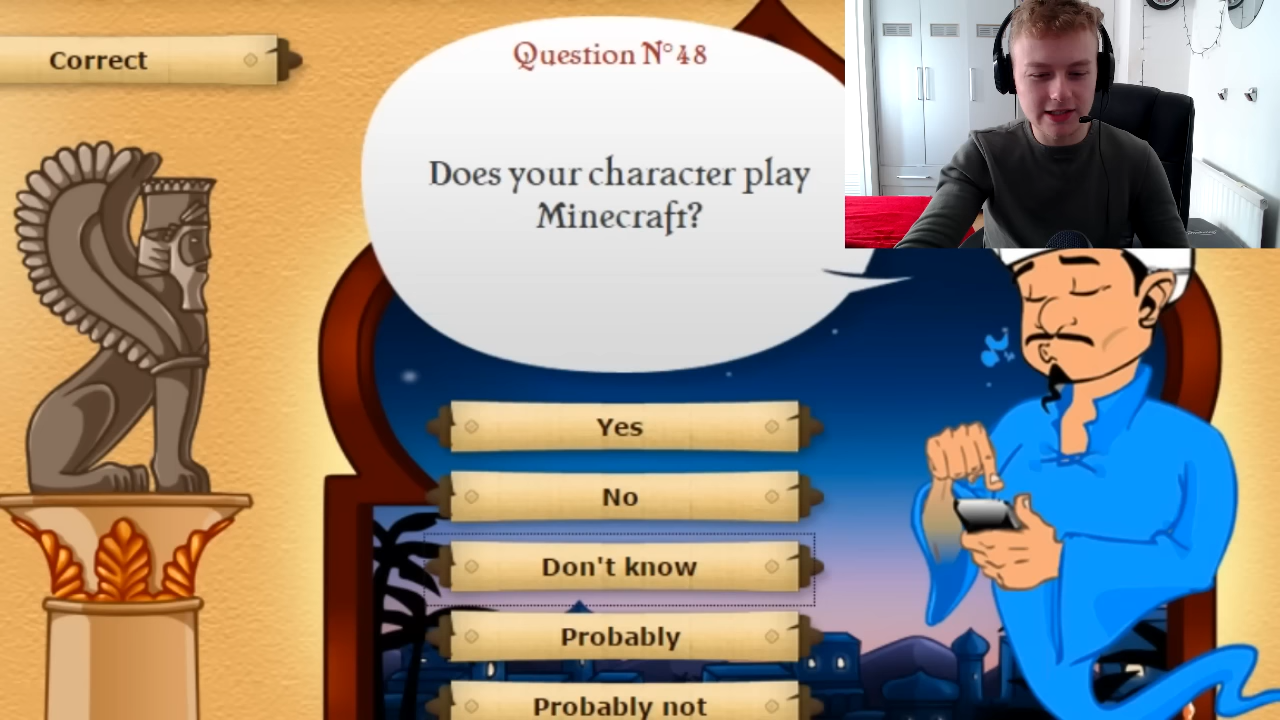 Correct
Question N°48
Does your character play
Minecraft?
Yes
No
Don't know
Probably
Probably not